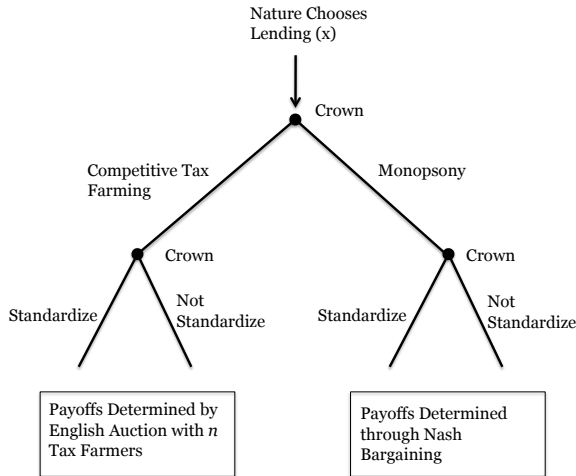 Nature Chooses
Lending (x)
Crown
Competitive Tax
Farming
Monopsony
Crown
Crown
Standardize
Not
Standardize
Standardize
Not
Standardize
Payoffs Determined by
English Auction with n
Tax Farmers
Payoffs Determined
through Nash
Bargaining